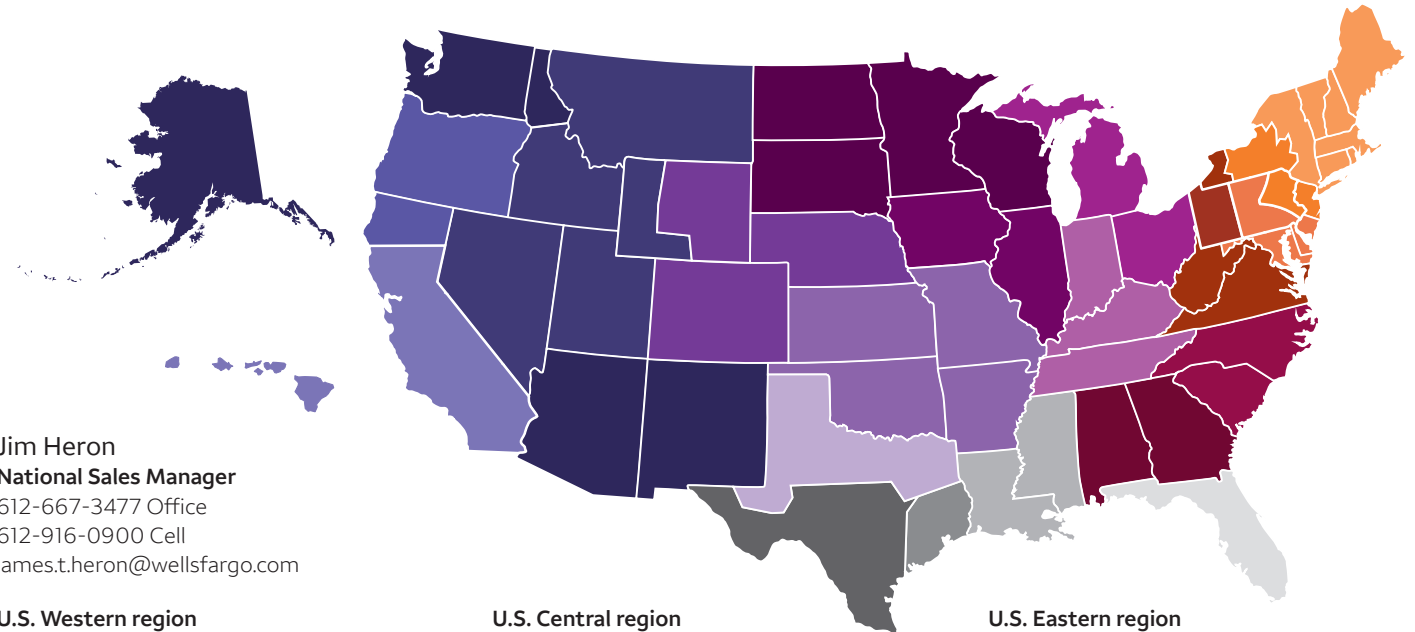 Jim Heron
National Sales Manager
612-667-3477 Office
612-916-0900 Cell
james.t.heron@wellsfargo.com
U.S. Western region
U.S. Central region
U.S. Eastern region